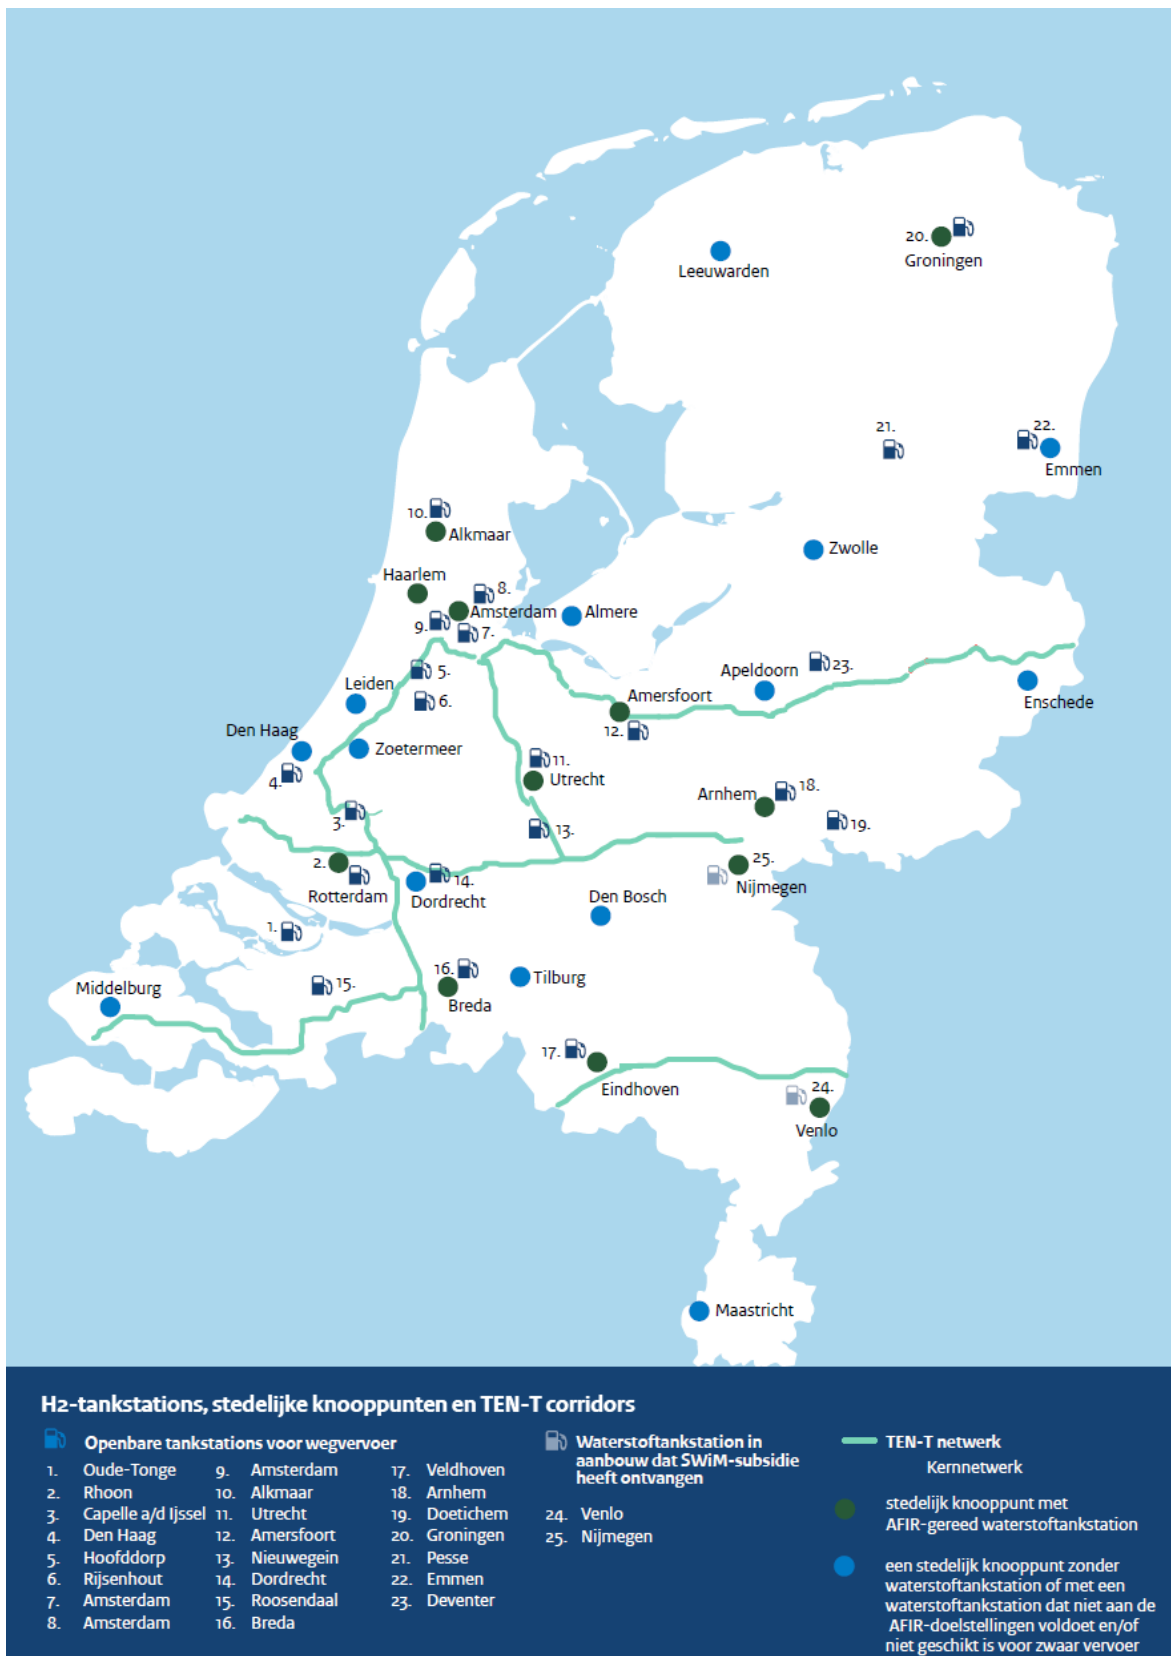 20.
Groningen
Leeuwarden
21.
22.
Emmen
10.
Alkmaar
Zwolle
Haarlem
8.
Amsterdam
Almere
9.
7.
5.
Apeldoorn
23.
Leiden
6.
Amersfoort
Enschede
Den Haag
12.
Zoetermeer
11.
4.
Utrecht
18.
Arnhem
3.
13.
19.
2.
25.
14.
Nijmegen
Rotterdam
Dordrecht
Den Bosch
1.
16.
Tilburg
15.
Middelburg
Breda
17.
Eindhoven
24.
Venlo
Maastricht
H2-tankstations, stedelijke knooppunten en TEN-T corridors
Openbare tankstations voor wegvervoer
1. Oude-Tonge
2. Rhoon
3. Capelle a/d Ijssel
4. Den Haag
5. Hoofddorp
6. Rijsenhout
7. Amsterdam
8. Amsterdam
9. Amsterdam
10. Alkmaar
11. Utrecht
12. Amersfoort
13. Nieuwegein
14. Dordrecht
15. Roosendaal
16. Breda
17. Veldhoven
18. Arnhem
19. Doetichem
20. Groningen
21. Pesse
22. Emmen
23. Deventer
Waterstoftankstation in
aanbouw dat SWiM-subsidie
heeft ontvangen
24. Venlo
25. Nijmegen
TEN-T netwerk
Kernnetwerk
stedelijk knooppunt met
AFIR-gereed waterstoftankstation
een stedelijk knooppunt zonder
waterstoftankstation of met een
waterstoftankstation dat niet aan de
AFIR-doelstellingen voldoet en/of
niet geschikt is voor zwaar vervoer